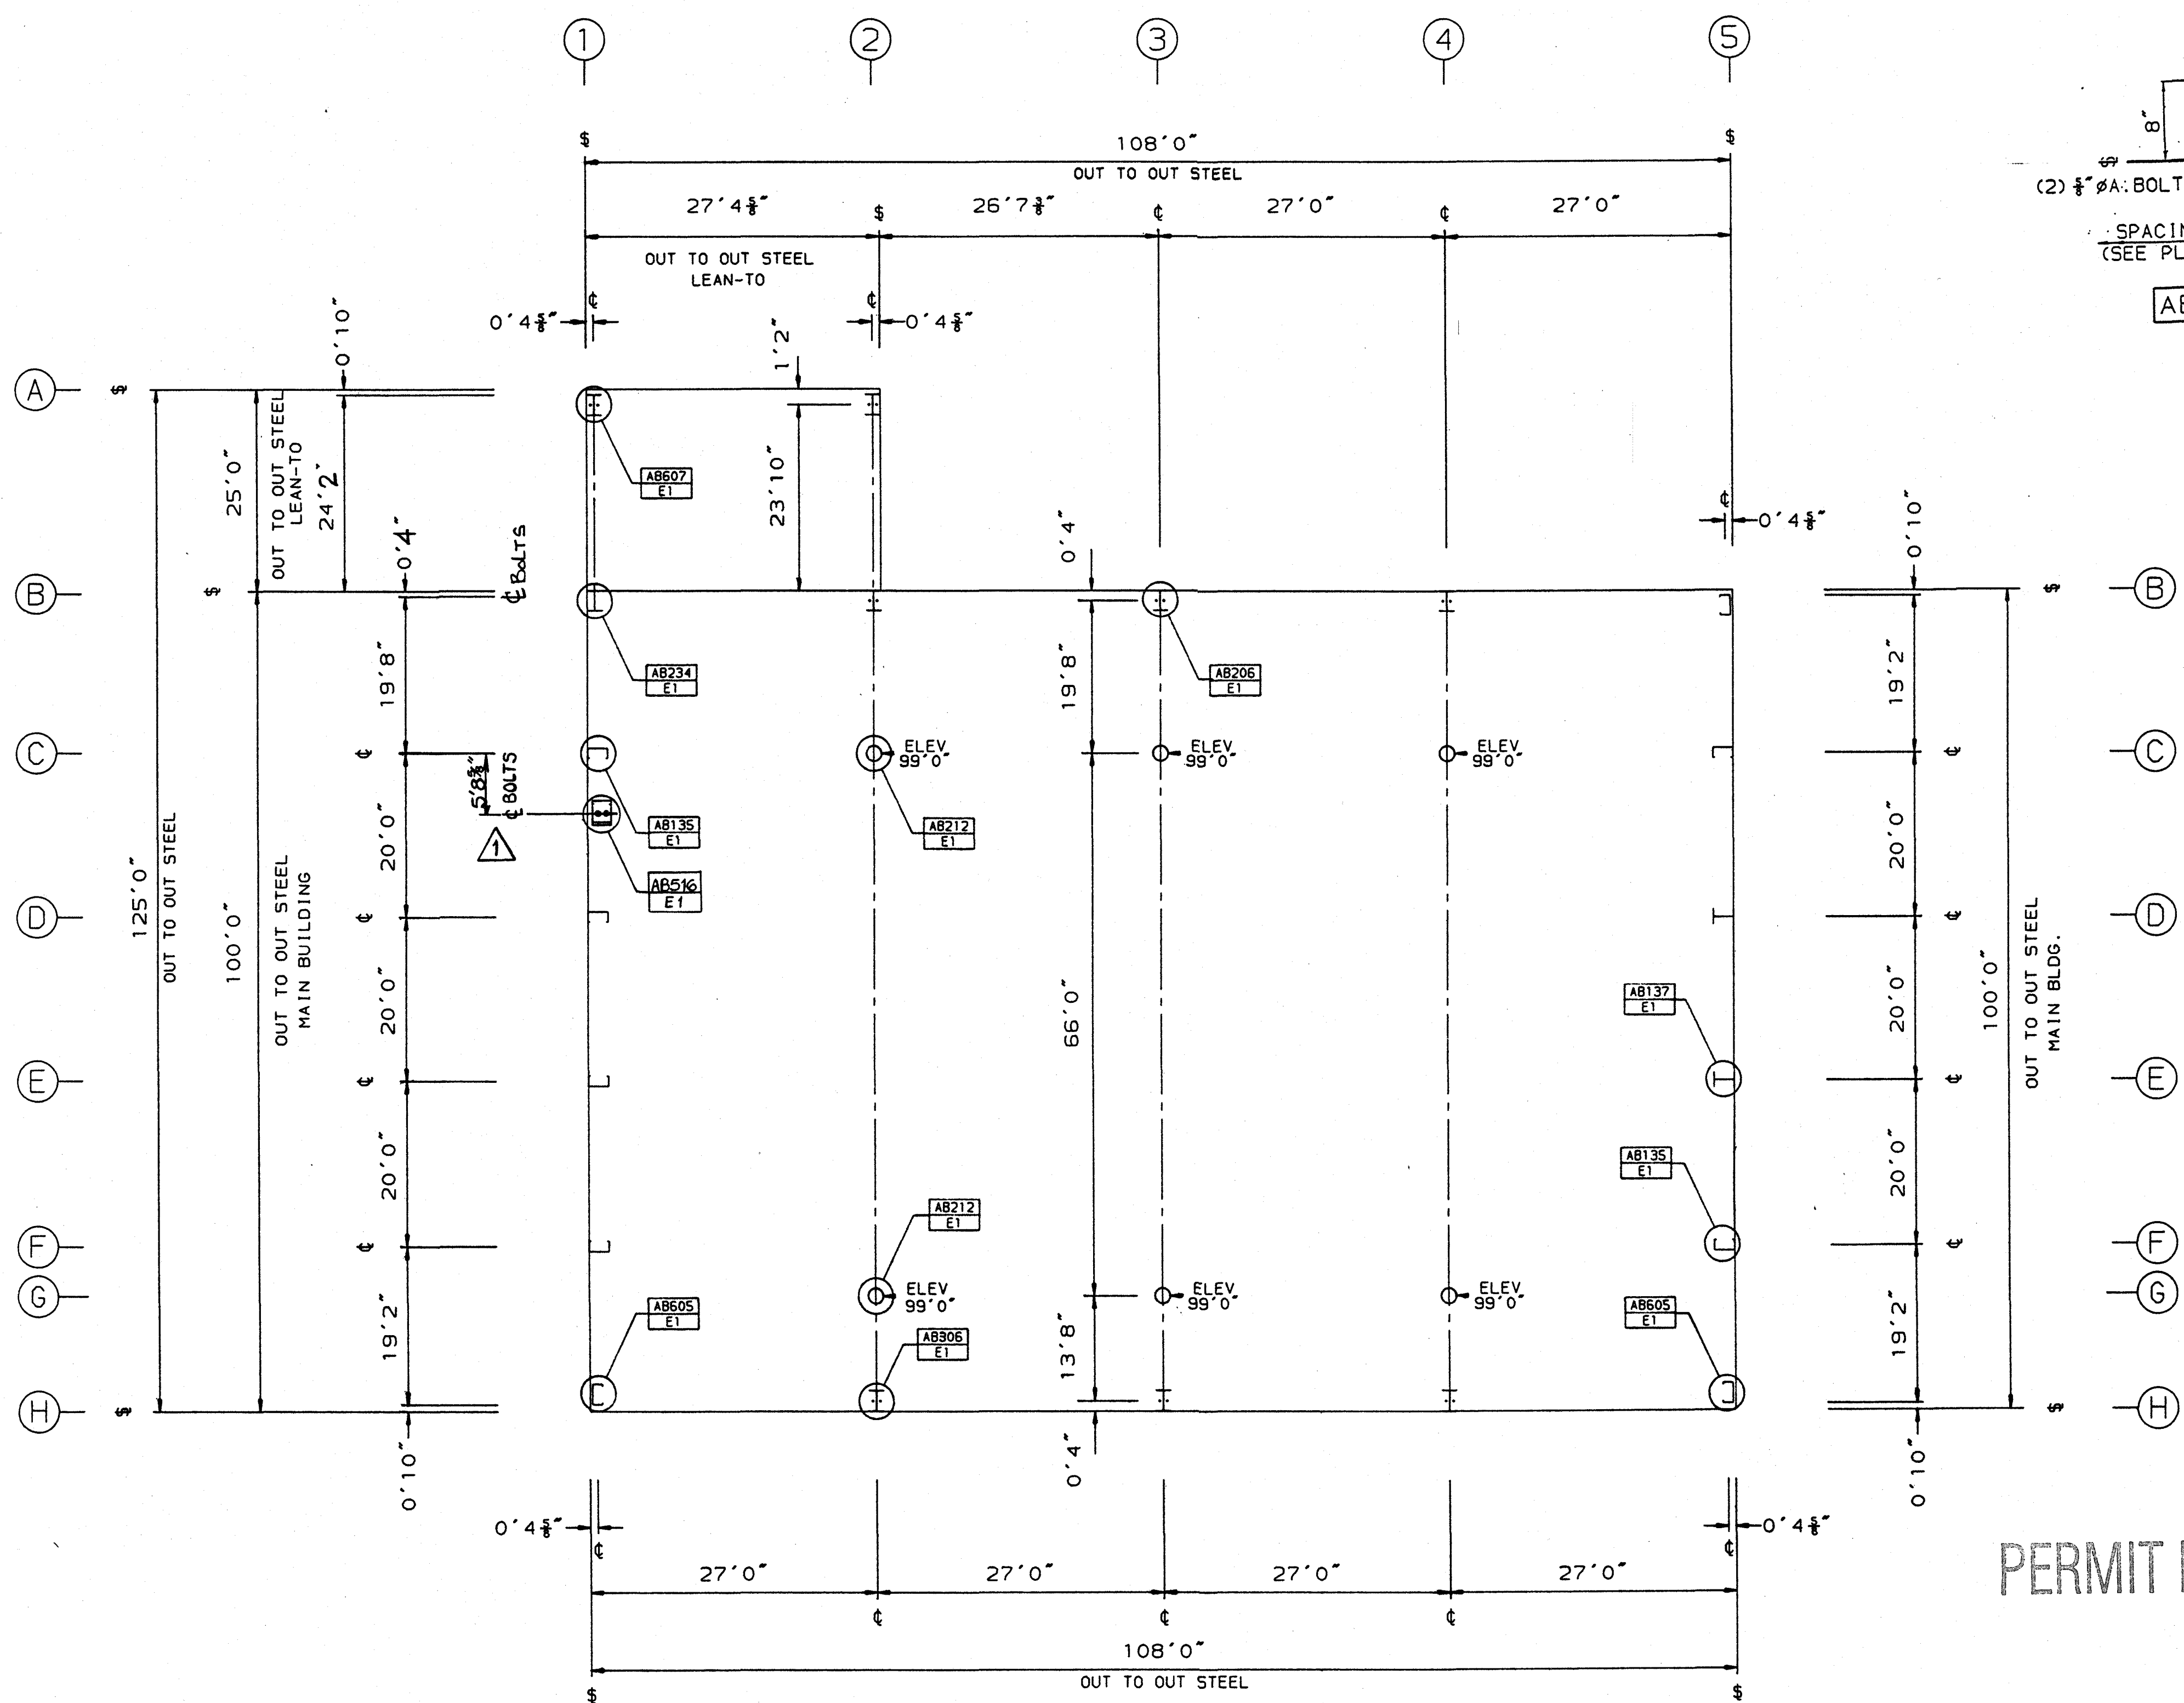 1
2
3
4
5
$
108'0"
$
OUT TO OUT STEEL
27'4⅝"
$
26'7⅜"
℄
27'0"
℄
27'0"
OUT TO OUT STEEL
LEAN-TO
℄
℄
0'4⅝"
0'4⅝"
8"
$
(2) ⅝"ØA. BOLT
(SEE PL
A
$
0'10"
1'2"
25'0"
OUT TO OUT STEEL
LEAN-TO
24'2"
23'10"
AB607
E1
0'4"
℄ BOLTS
0'4"
℄
0'4⅝"
0'10"
B
$
$
B
19'8"
AB234
E1
19'8"
AB206
E1
19'2"
C
℄
ELEV
99'0"
ELEV
99'0"
ELEV
99'0"
℄
C
5'8⅝"
℄ BOLTS
1
AB135
E1
AB212
E1
AB516
E1
20'0"
20'0"
125'0"
OUT TO OUT STEEL
100'0"
OUT TO OUT STEEL
MAIN BUILDING
D
℄
D
20'0"
66'0"
AB137
E1
20'0"
100'0"
OUT TO OUT STEEL
MAIN BLDG.
E
℄
℄
E
20'0"
AB135
E1
20'0"
AB212
E1
F
℄
℄
F
G
ELEV
99'0"
ELEV
99'0"
ELEV
99'0"
G
19'2"
AB605
E1
AB306
E1
13'8"
AB605
E1
19'2"
H
$
$
H
0'10"
0'4"
0'10"
0'4⅝"
℄
0'4⅝"
℄
27'0"
27'0"
27'0"
27'0"
℄
℄
℄
108'0"
OUT TO OUT STEEL
$
$
PERMIT